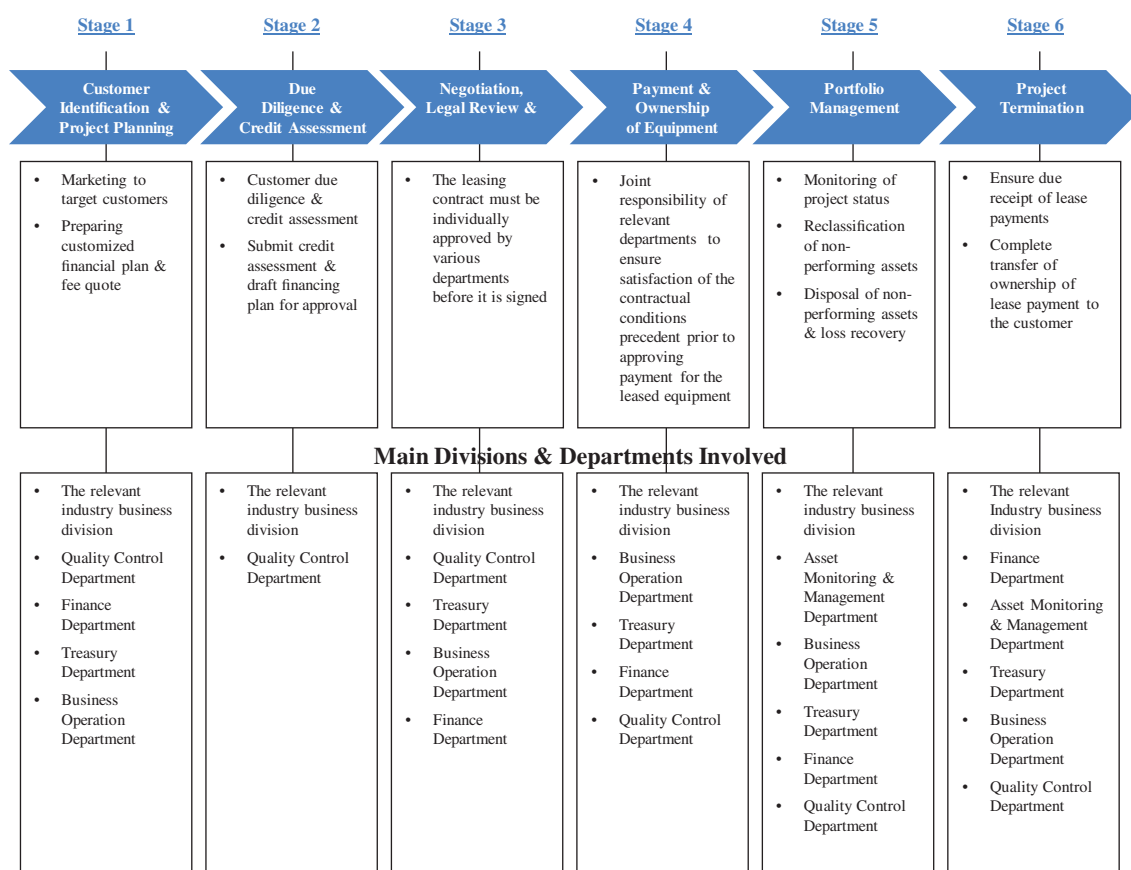 Stage 1
Stage 2
Stage 3
Stage 4
Stage 5
Stage 6
Customer
Identification &
Project Planning
Due
Diligence &
Credit Assessment
Negotiation,
Legal Review &
Payment &
Ownership
of Equipment
Portfolio
Management
Project
Termination
• Marketing to
target customers
• Preparing
customized
financial plan &
fee quote
• Customer due
diligence &
credit assessment
• Submit credit
assessment &
draft financing
plan for approval
• The leasing
contract must be
individually
approved by
various
departments
before it is signed
• Joint
responsibility of
relevant
departments to
ensure
satisfaction of the
contractual
conditions
precedent prior to
approving
payment for the
leased equipment
• Monitoring of
project status
• Reclassification
of non-
performing assets
• Disposal of non-
performing assets
& loss recovery
• Ensure due
receipt of lease
payments
• Complete
transfer of
ownership of
lease payment to
the customer
Main Divisions & Departments Involved
• The relevant
industry business
division
• Quality Control
Department
• Finance
Department
• Treasury
Department
• Business
Operation
Department
• The relevant
industry business
division
• Quality Control
Department
• The relevant
industry business
division
• Quality Control
Department
• Treasury
Department
• Business
Operation
Department
• Finance
Department
• The relevant
industry business
division
• Business
Operation
Department
• Treasury
Department
• Finance
Department
• Quality Control
Department
• The relevant
industry business
division
• Asset
Monitoring &
Management
Department
• Business
Operation
Department
• Treasury
Department
• Finance
Department
• Quality Control
Department
• The relevant
Industry business
division
• Finance
Department
• Asset Monitoring
& Management
Department
• Treasury
Department
• Business
Operation
Department
• Quality Control
Department